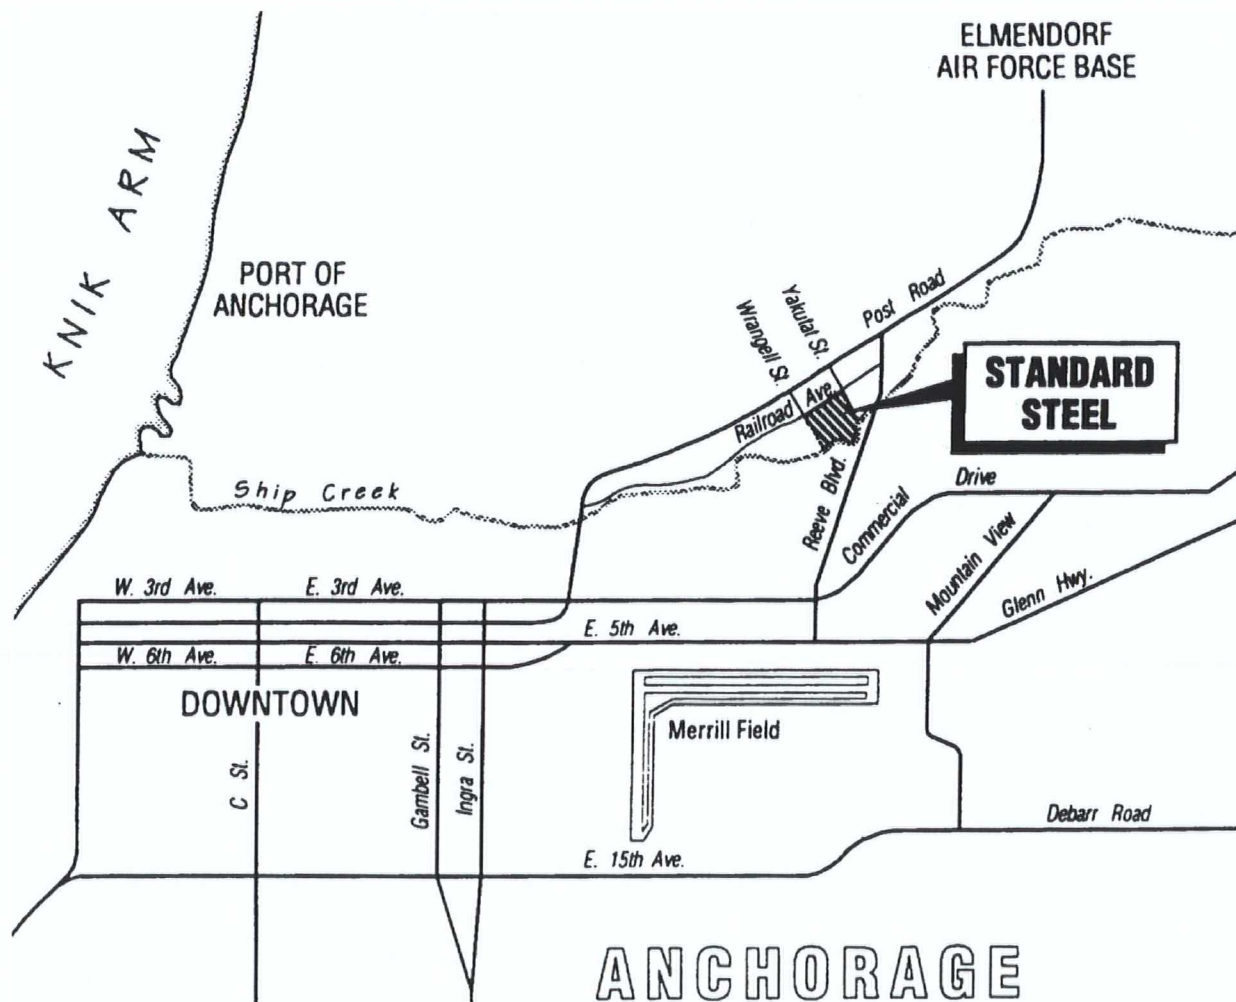 ELMENDORF
AIR FORCE BASE
KNIK ARM
PORT OF
ANCHORAGE
Post Road
Yakutat St.
Wrangell St.
Railroad Ave.
STANDARD
STEEL
Ship Creek
Reeve Blvd.
Commercial Drive
Mountain View
Glenn Hwy.
W. 3rd Ave.
E. 3rd Ave.
E. 5th Ave.
W. 6th Ave.
E. 6th Ave.
DOWNTOWN
Merrill Field
C St.
Gambell St.
Ingra St.
Debarr Road
E. 15th Ave.
ANCHORAGE